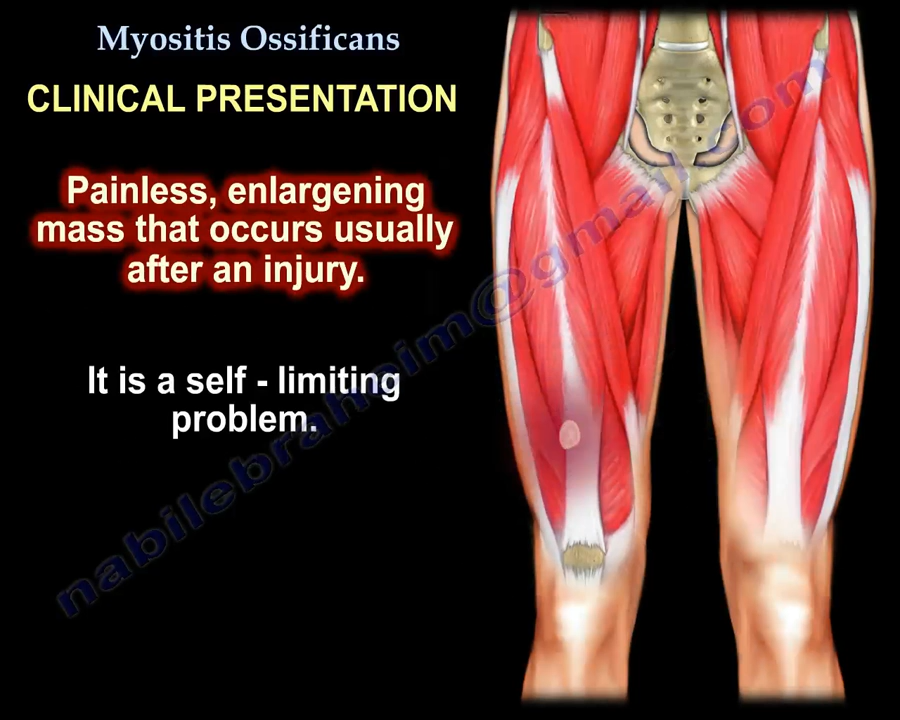 Myositis Ossificans
CLINICAL PRESENTATION
Painless, enlargening
mass that occurs usually
after an injury.
It is a self - limiting
problem.
nabilebraheim@gmail.com